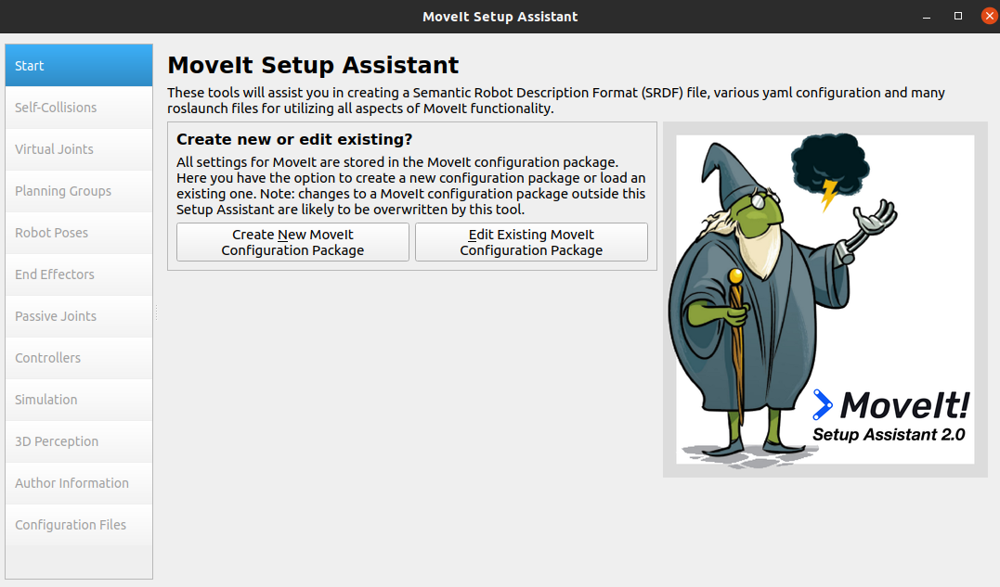 MoveIt Setup Assistant
Start
Self-Collisions
Virtual Joints
Planning Groups
Robot Poses
End Effectors
Passive Joints
Controllers
Simulation
3D Perception
Author Information
Configuration Files
MoveIt Setup Assistant
These tools will assist you in creating a Semantic Robot Description Format (SRDF) file, various yaml configuration and many
roslaunch files for utilizing all aspects of MoveIt functionality.
Create new or edit existing?
All settings for MoveIt are stored in the MoveIt configuration package.
Here you have the option to create a new configuration package or load an
existing one. Note: changes to a MoveIt configuration package outside this
Setup Assistant are likely to be overwritten by this tool.
Create New MoveIt
Configuration Package
Edit Existing MoveIt
Configuration Package
MoveIt!
Setup Assistant 2.0